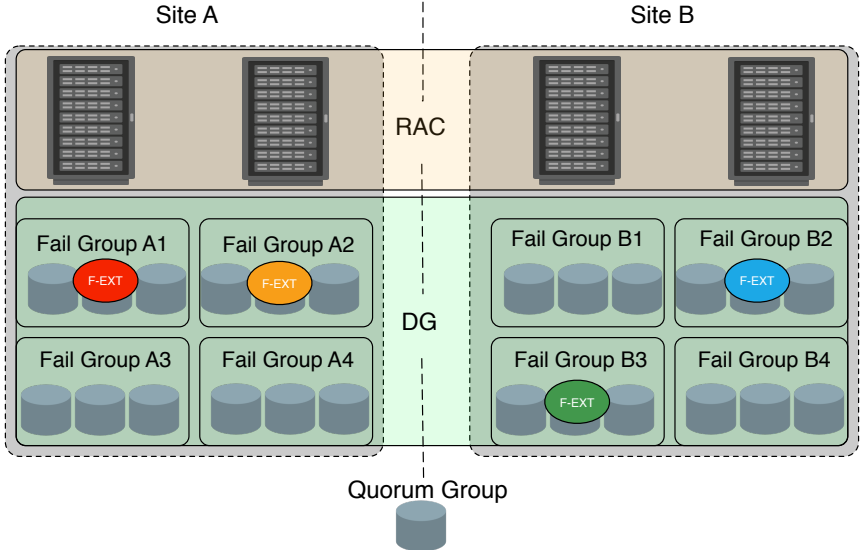 Site A
Site B
RAC
Fail Group A1
F-EXT
Fail Group A2
F-EXT
Fail Group B1
Fail Group B2
F-EXT
DG
Fail Group A3
Fail Group A4
Fail Group B3
F-EXT
Fail Group B4
Quorum Group